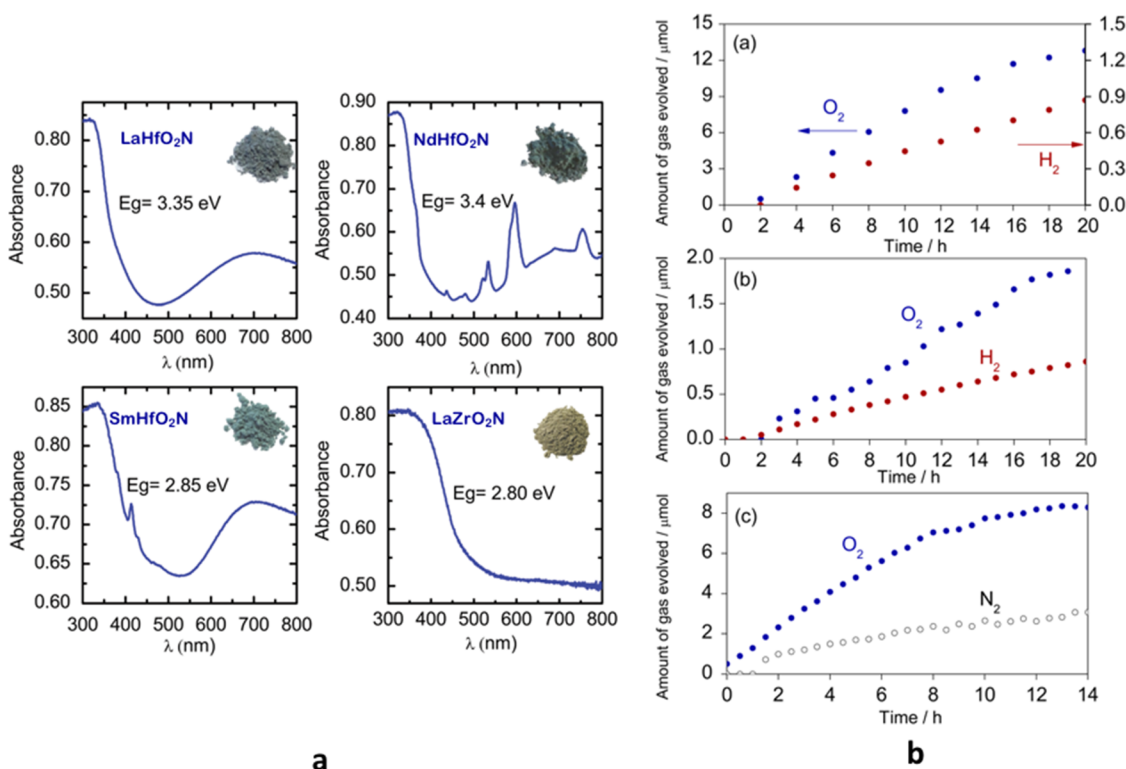 0.80
0.70
0.60
0.50
Absorbance
LaHfO2N
Eg= 3.35 eV
300 400 500 600 700 800
λ (nm)
0.90
0.80
0.70
0.60
0.50
0.40
Absorbance
NdHfO2N
Eg= 3.4 eV
300 400 500 600 700 800
λ (nm)
0.85
0.80
0.75
0.70
0.65
0.60
Absorbance
SmHfO2N
Eg= 2.85 eV
300 400 500 600 700 800
λ (nm)
0.80
0.70
0.60
0.50
Absorbance
LaZrO2N
Eg= 2.80 eV
300 400 500 600 700 800
λ (nm)
a
(a)
15
12
9
6
3
0
Amount of gas evolved / μmol
O2
H2
1.5
1.2
0.9
0.6
0.3
0.0
0 2 4 6 8 10 12 14 16 18 20
Time / h
(b)
2.0
1.5
1.0
0.5
0.0
Amount of gas evolved / μmol
O2
H2
0 2 4 6 8 10 12 14 16 18 20
Time / h
(c)
8
6
4
2
0
Amount of gas evolved / μmol
O2
N2
0 2 4 6 8 10 12 14
Time / h
b